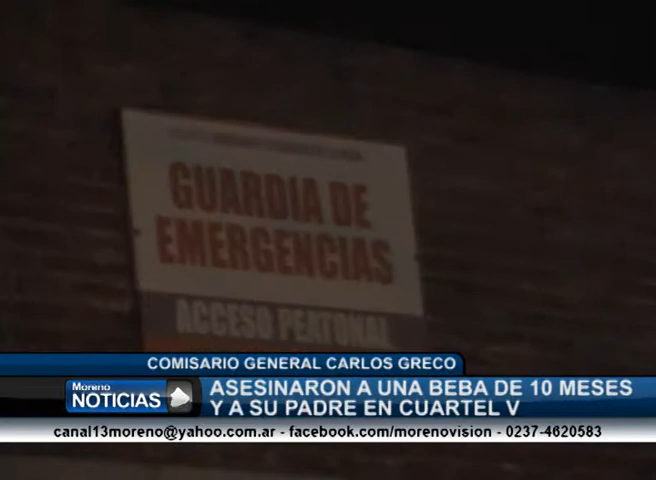 GUARDIA DE
EMERGENCIAS
ACCESO PEATONAL
COMISARIO GENERAL CARLOS GRECO
Moreno
NOTICIAS
ASESINARON A UNA BEBA DE 10 MESES
Y A SU PADRE EN CUARTEL V
canal13moreno@yahoo.com.ar - facebook.com/morenovision - 0237-4620583